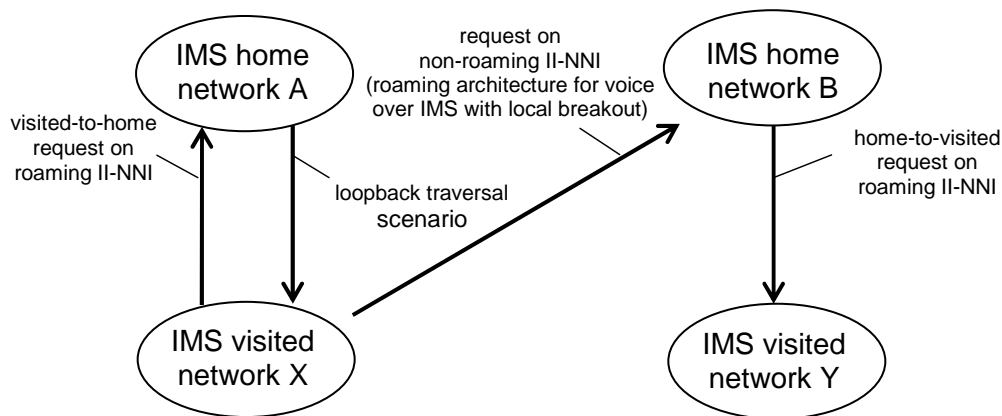 IMS home
network A
request on
non-roaming II-NNI
(roaming architecture for voice
over IMS with local breakout)
IMS home
network B
visited-to-home
request on
roaming II-NNI
loopback traversal
scenario
home-to-visited
request on
roaming II-NNI
IMS visited
network X
IMS visited
network Y